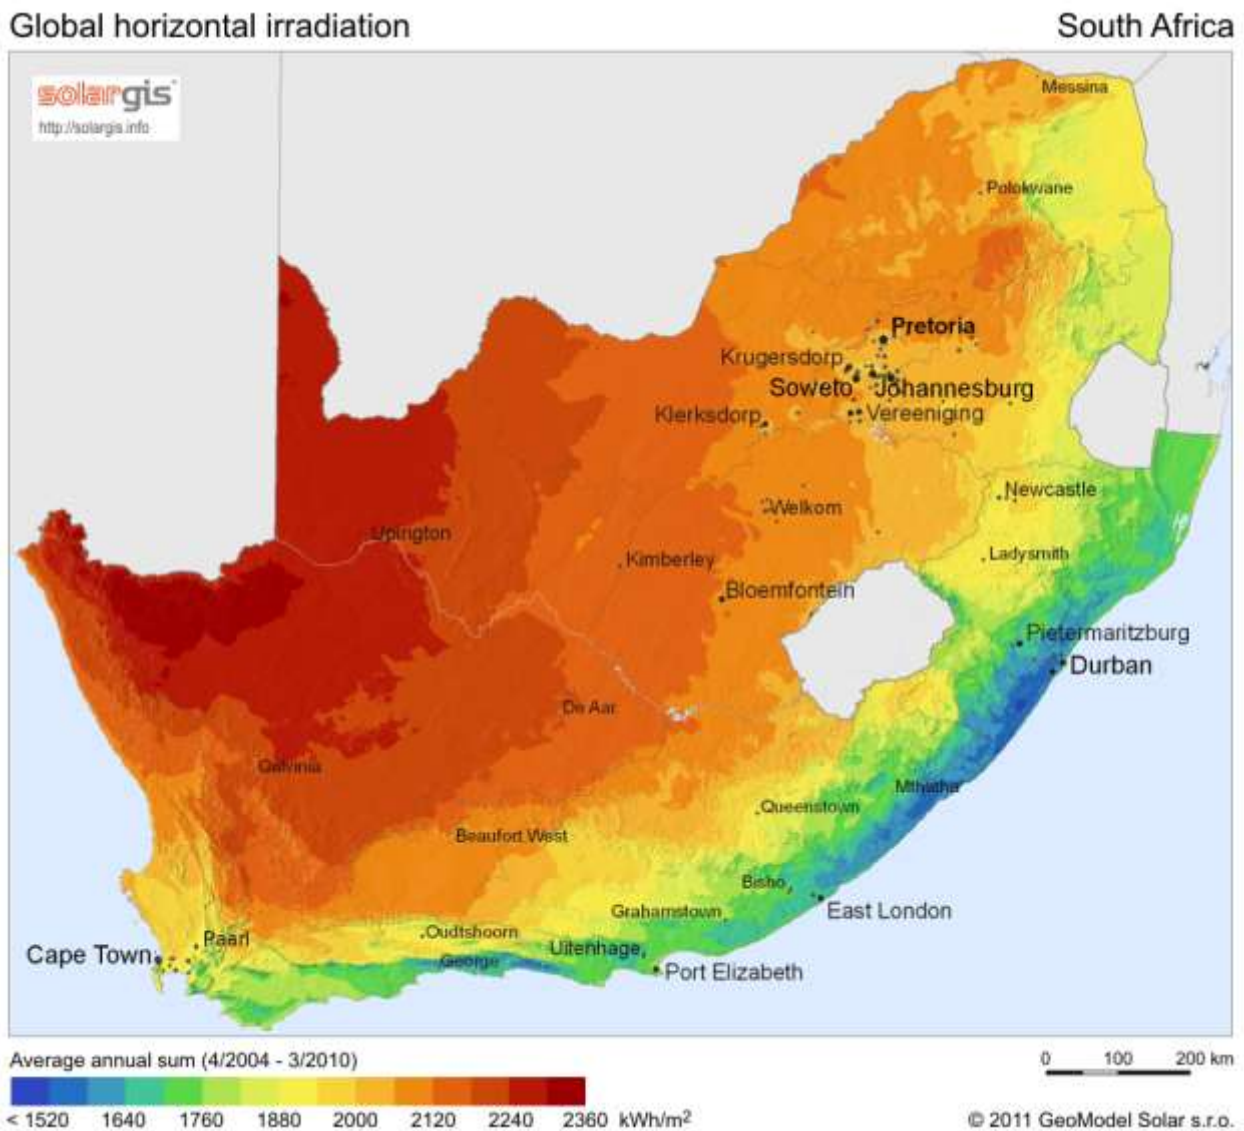 Global horizontal irradiation
South Africa
solargis
http://solargis.info
Messina
Polokwane
Pretoria
Krugersdorp
Soweto
Johannesburg
Klerksdorp
Vereeniging
Newcastle
Welkom
Upington
Kimberley
Ladysmith
Bloemfontein
Pietermaritzburg
Durban
De Aar
Calvinia
Mthatha
Queenstown
Beaufort West
Bisho
Grahamstown
East London
Oudtshoorn
Paarl
Cape Town
Uitenhage
George
Port Elizabeth
Average annual sum (4/2004 - 3/2010)
0 100 200 km
< 1520 1640 1760 1880 2000 2120 2240 2360 kWh/m²
© 2011 GeoModel Solar s.r.o.